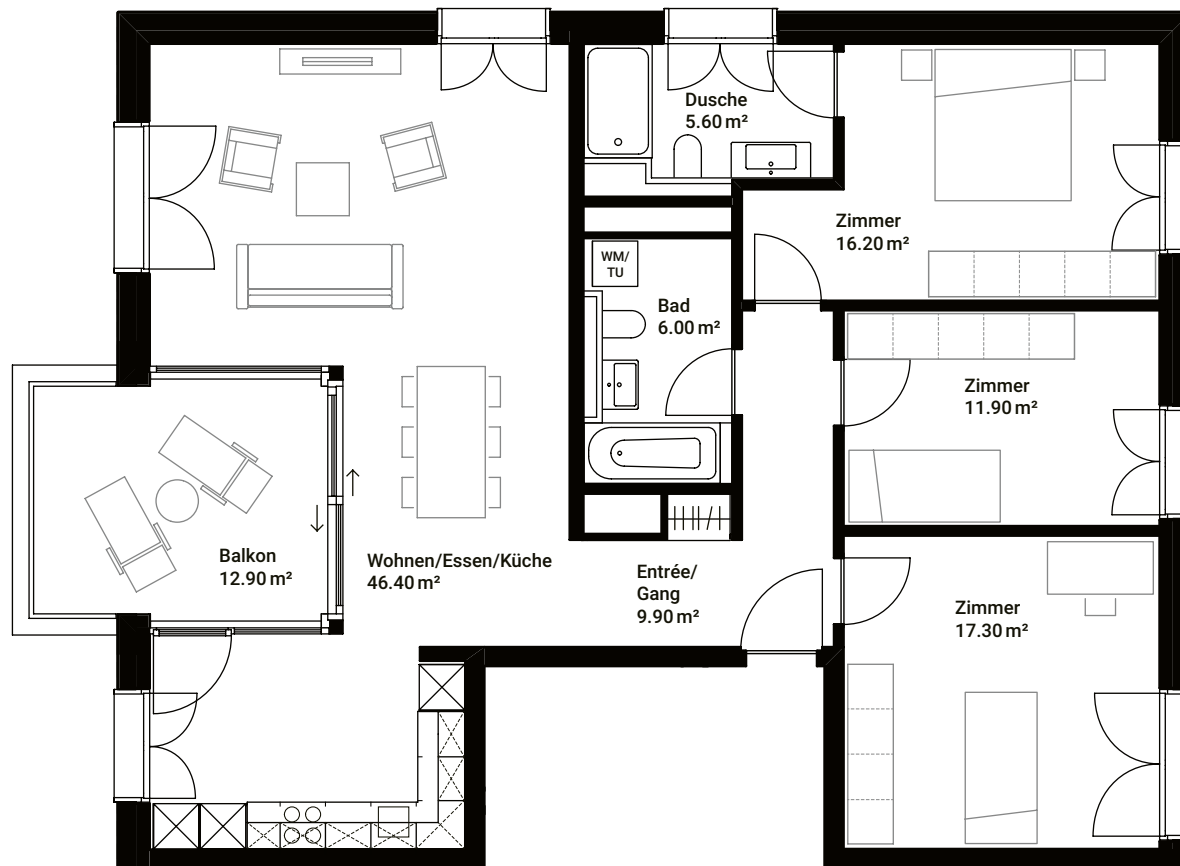 Dusche
5.60 m²
Zimmer
16.20 m²
WM/
TU
Bad
6.00 m²
Zimmer
11.90 m²
Balkon
12.90 m²
Wohnen/Essen/Küche
46.40 m²
Entrée/
Gang
9.90 m²
Zimmer
17.30 m²